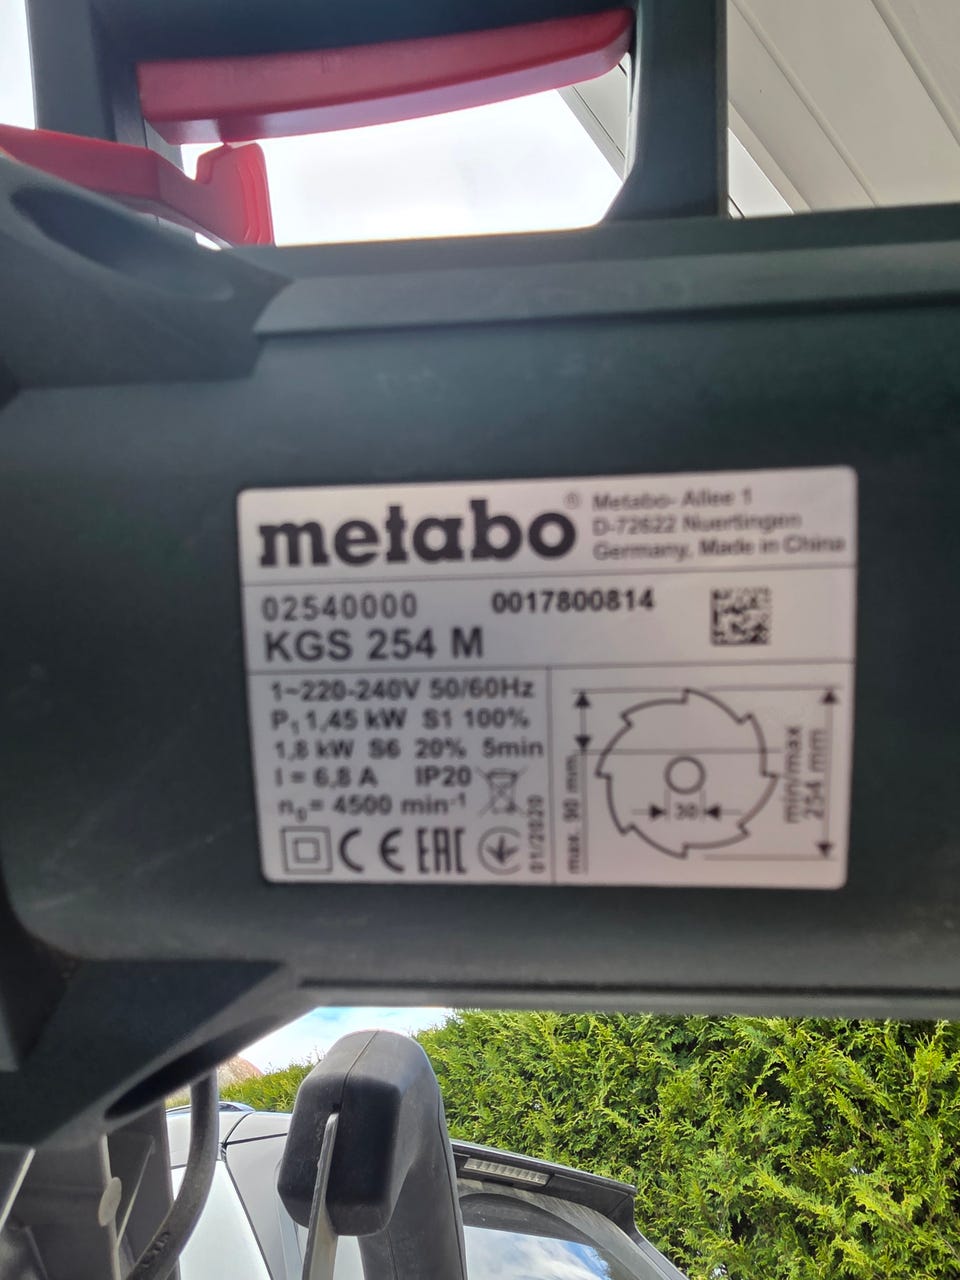 metabo®
Metabo- Allee 1
D-72622 Nuertingen
Germany, Made in China
02540000 0017800814
KGS 254 M
1~220-240V 50/60Hz
P₁ 1,45 kW S1 100%
1,8 kW S6 20% 5min
I = 6,8 A IP20
n₀ = 4500 min⁻¹
CE EAC
01/2020
max. 90 mm
30
min/max
254 mm